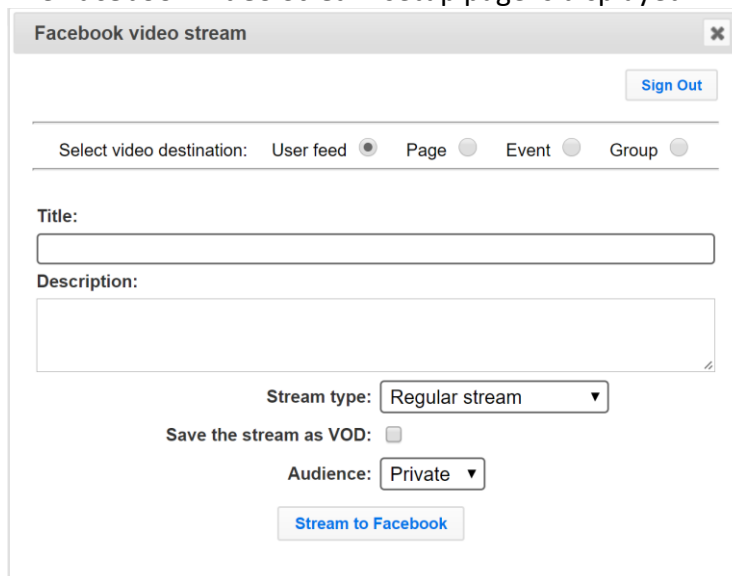 Facebook video stream
Sign Out
Select video destination: User feed Page Event Group
Title:
Description:
Stream type: Regular stream
Save the stream as VOD:
Audience: Private
Stream to Facebook